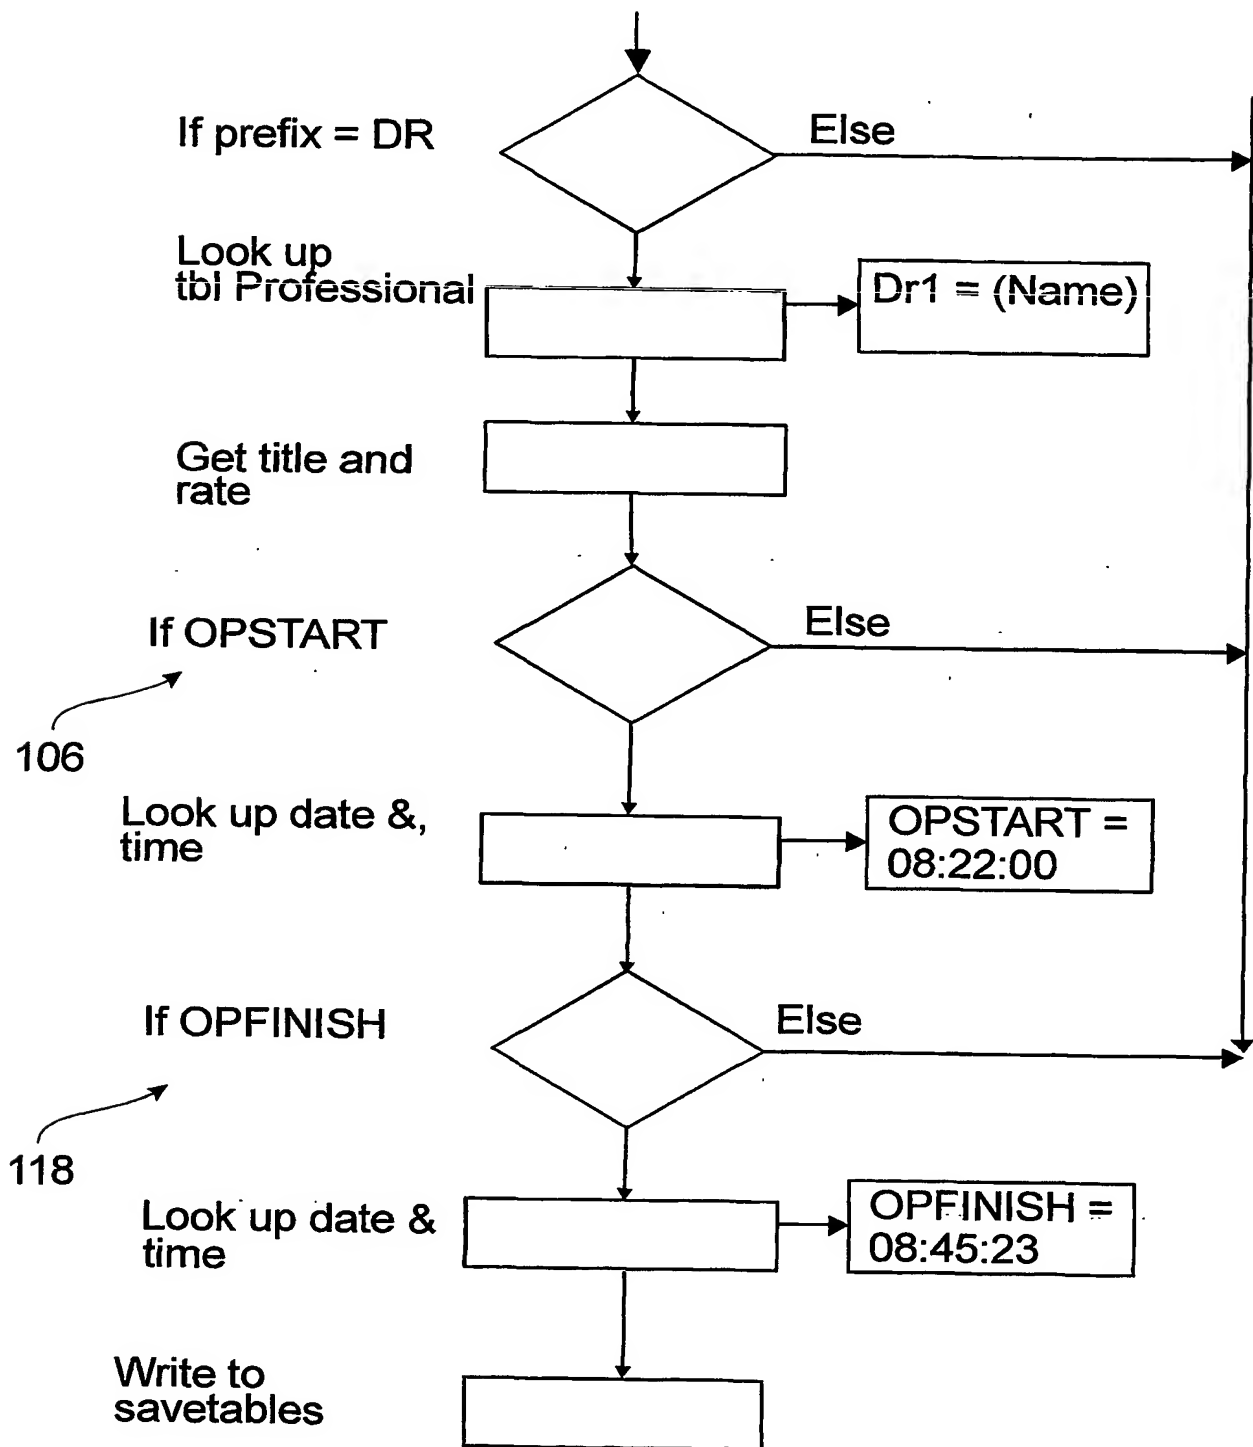 If prefix = DR
Else
Look up
tbl Professional
Dr1 = (Name)
Get title and
rate
If OPSTART
Else
106
Look up date &,
time
OPSTART =
08:22:00
If OPFINISH
Else
118
Look up date &
time
OPFINISH =
08:45:23
Write to
savetables